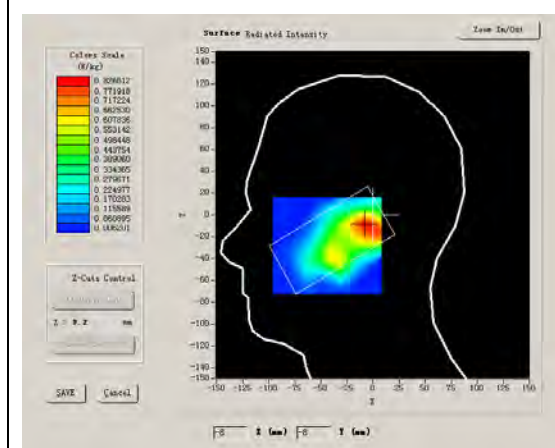 Surface Radiated Intensity
Zoom In/Out
Colors Scale
(W/kg)
0.826612
0.771918
0.717224
0.662530
0.607836
0.553142
0.498448
0.443754
0.389060
0.334365
0.279671
0.224977
0.170283
0.115589
0.060895
0.006201
150
140
120
100
80
60
40
20
0
-20
-40
-60
-80
-100
-120
-140
-150
-150 -125 -100 -75 -50 -25 0 25 50 75 100 125 150
X
Z-Cuts Control
Z = 9.2 mm
SAVE
Cancel
X (mm)
Y (mm)